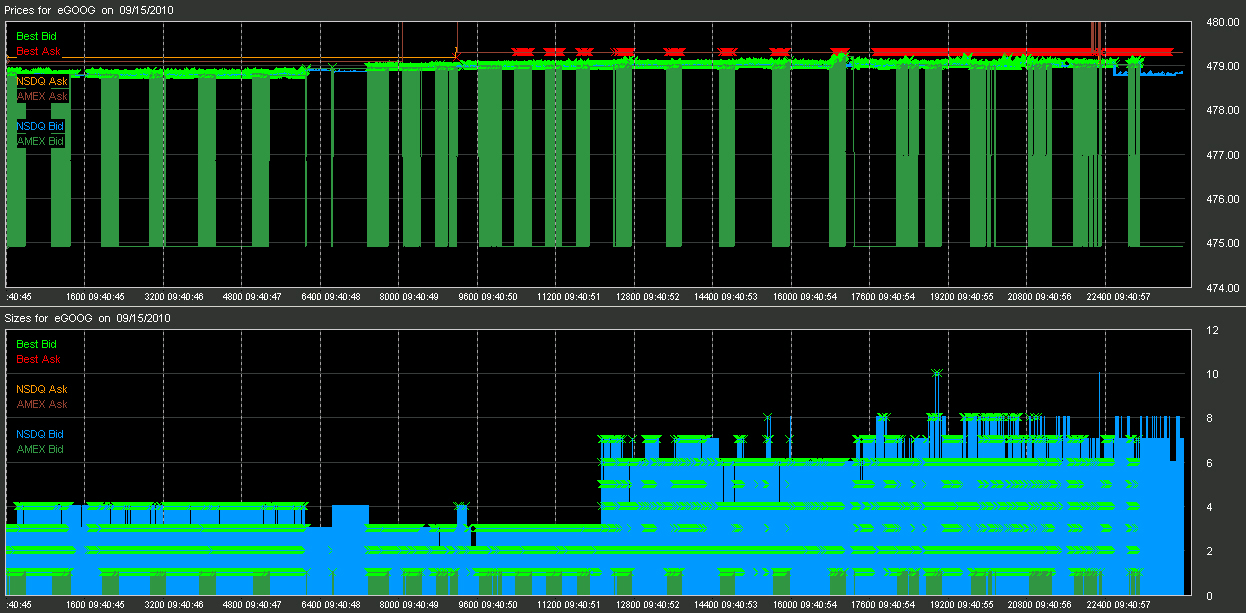 Prices for eGOOG on 09/15/2010
480.00
Best Bid
Best Ask
479.00
NSDQ Ask
AMEX Ask
478.00
NSDQ Bid
AMEX Bid
477.00
476.00
475.00
474.00
:40:45 1600 09:40:45 3200 09:40:46 4800 09:40:47 6400 09:40:48 8000 09:40:49 9600 09:40:50 11200 09:40:51 12800 09:40:52 14400 09:40:53 16000 09:40:54 17600 09:40:54 19200 09:40:55 20800 09:40:56 22400 09:40:57
Sizes for eGOOG on 09/15/2010
12
Best Bid
Best Ask
10
NSDQ Ask
AMEX Ask
8
NSDQ Bid
AMEX Bid
6
4
2
0
:40:45 1600 09:40:45 3200 09:40:46 4800 09:40:47 6400 09:40:48 8000 09:40:49 9600 09:40:50 11200 09:40:51 12800 09:40:52 14400 09:40:53 16000 09:40:54 17600 09:40:54 19200 09:40:55 20800 09:40:56 22400 09:40:57